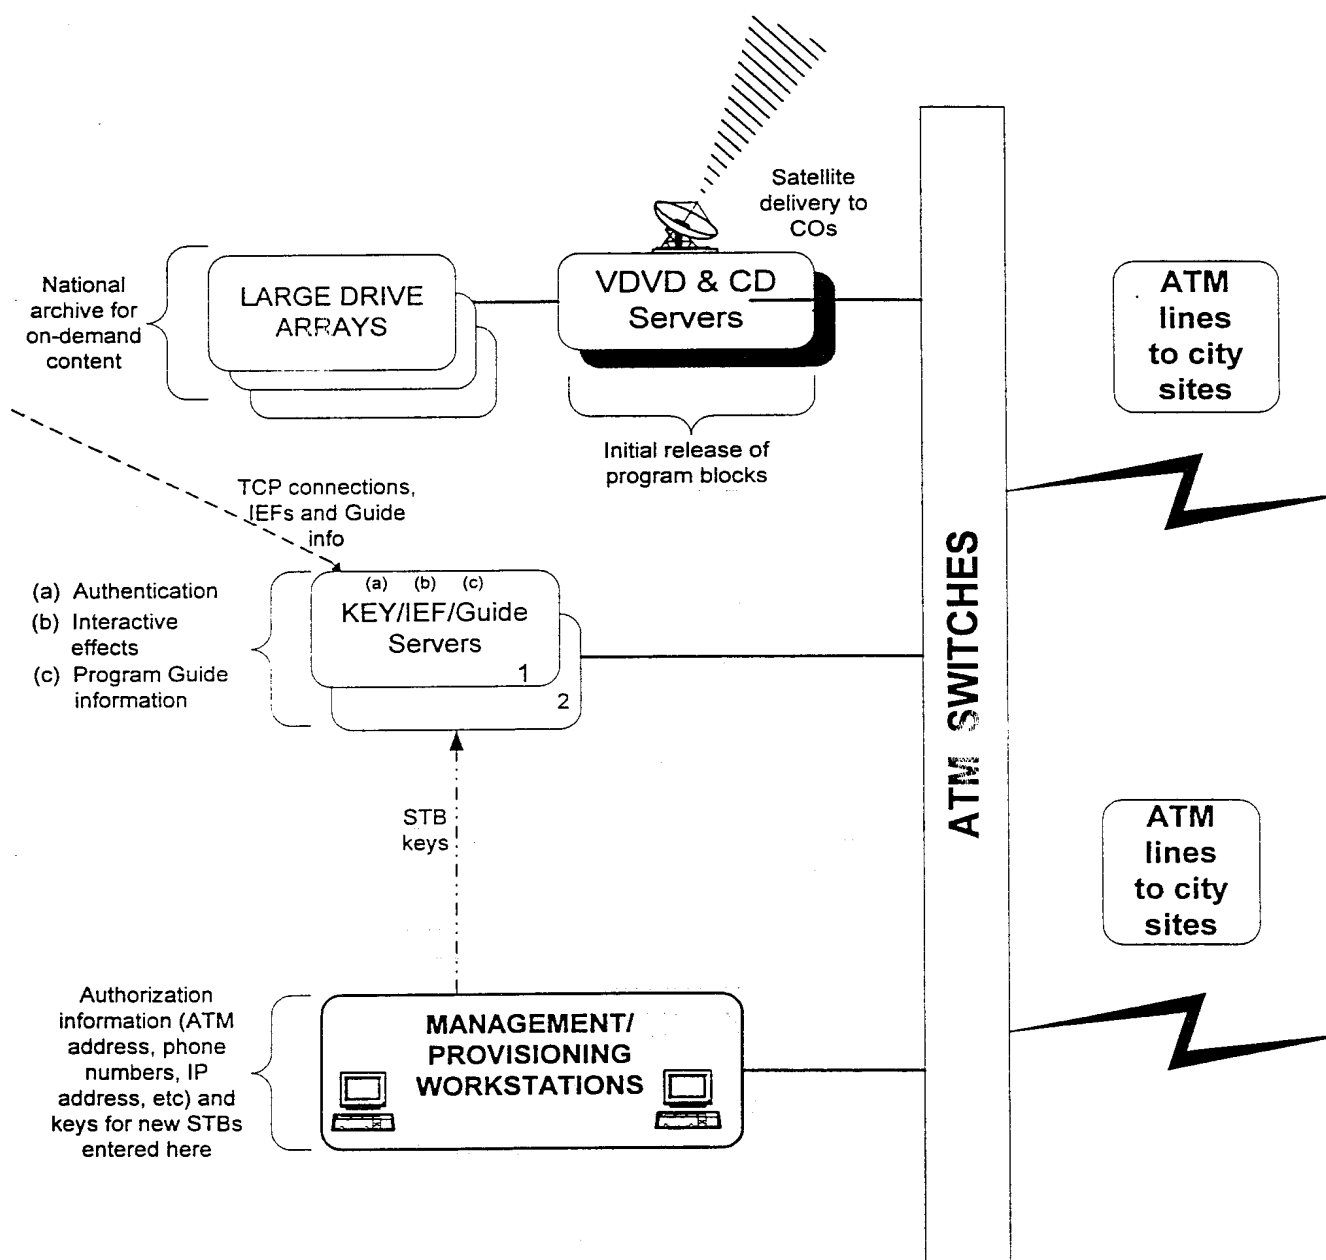 Satellite
delivery to
COs
National
archive for
on-demand
content
LARGE DRIVE
ARRAYS
VDVD & CD
Servers
ATM
lines
to city
sites
Initial release of
program blocks
TCP connections,
IEFs and Guide
info
(a) Authentication
(b) Interactive
effects
(c) Program Guide
information
(a) (b) (c)
KEY/IEF/Guide
Servers
1
2
ATM SWITCHES
STB
keys
ATM
lines
to city
sites
Authorization
information (ATM
address, phone
numbers, IP
address, etc) and
keys for new STBs
entered here
MANAGEMENT/
PROVISIONING
WORKSTATIONS